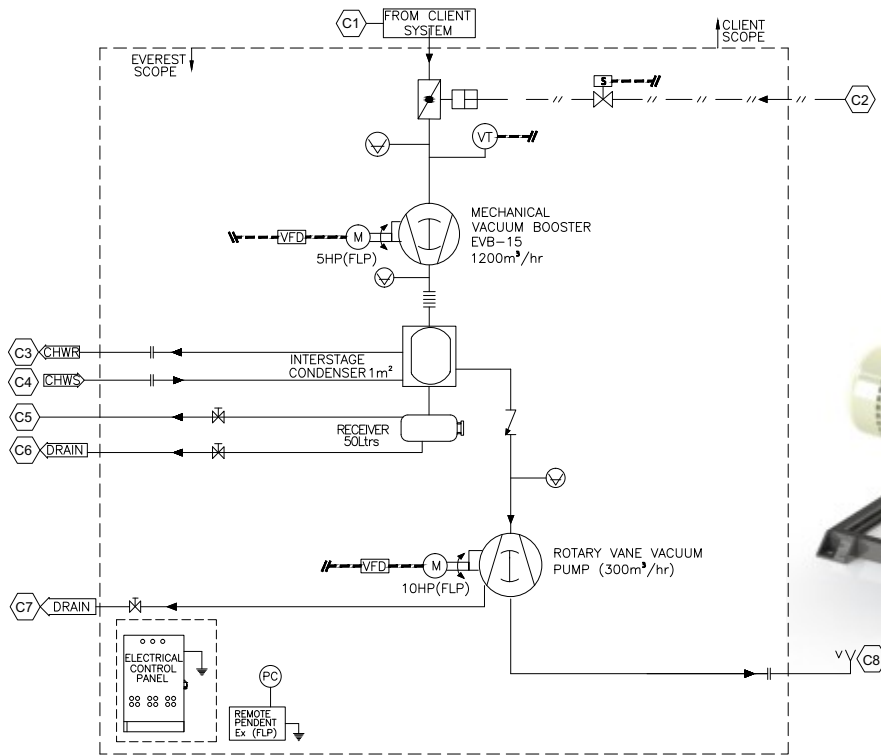 C1
FROM CLIENT
SYSTEM
CLIENT
SCOPE
EVEREST
SCOPE
S
C2
VT
MECHANICAL
VACUUM BOOSTER
EVB-15
1200m³/hr
VFD
M
5HP(FLP)
C3
CHWR
INTERSTAGE
CONDENSER 1m²
C4
CHWS
C5
RECEIVER
50Ltrs
C6
DRAIN
ROTARY VANE VACUUM
PUMP (300m³/hr)
VFD
M
10HP(FLP)
C7
DRAIN
ELECTRICAL
CONTROL
PANEL
PC
REMOTE
PENDENT
Ex (FLP)
C8